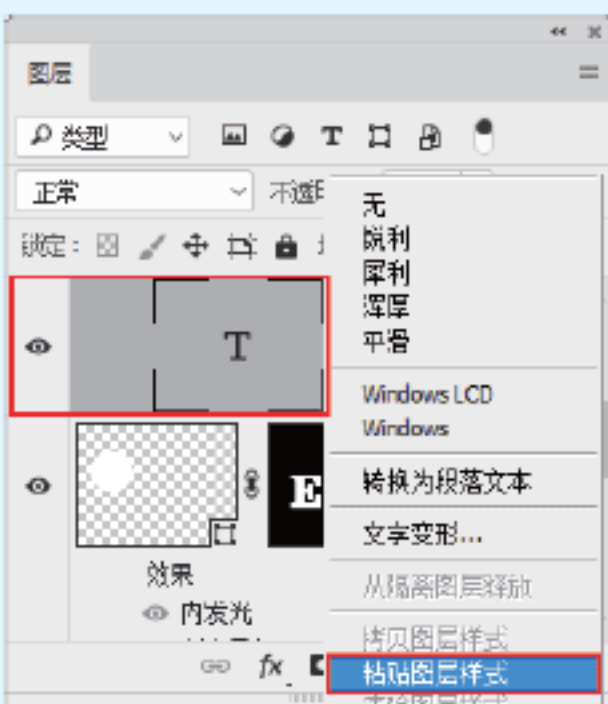 图层
类型
T
正常
不透明
锁定：
T
E
效果
内发光
fx
无
锐利
犀利
浑厚
平滑
Windows LCD
Windows
转换为段落文本
文字变形...
从隔离图层释放
拷贝图层样式
粘贴图层样式